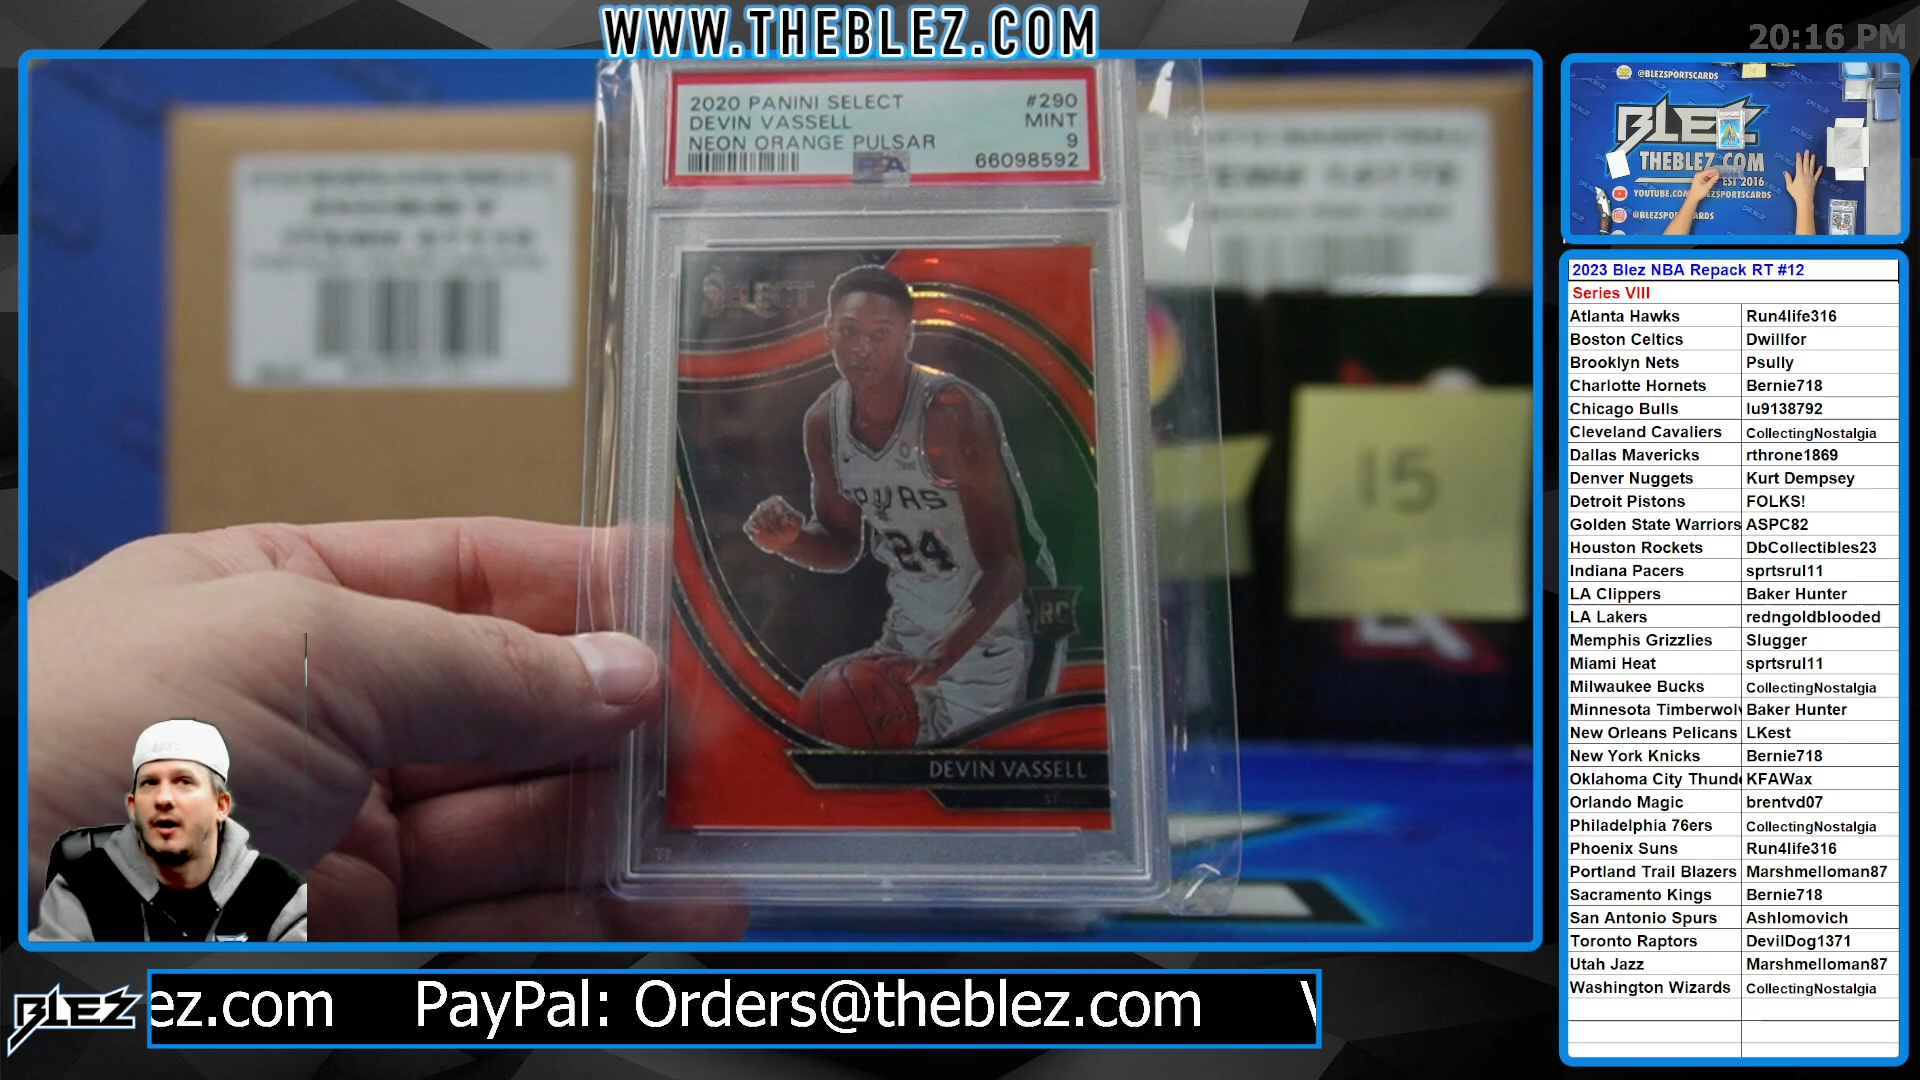 WWW.THEBLEZ.COM
20:16 PM
2020 PANINI SELECT #290
DEVIN VASSELL MINT
NEON ORANGE PULSAR 9
PSA 66098592
SELECT
SPURS
24
RC
DEVIN VASSELL
15
@BLEZSPORTSCARDS
BLEZ
THEBLEZ.COM
EST 2016
@BLEZSPO CARDS
2023 Blez NBA Repack RT #12
Series VIII
Atlanta Hawks Run4life316
Boston Celtics Dwillfor
Brooklyn Nets Psully
Charlotte Hornets Bernie718
Chicago Bulls lu9138792
Cleveland Cavaliers CollectingNostalgia
Dallas Mavericks rthrone1869
Denver Nuggets Kurt Dempsey
Detroit Pistons FOLKS!
Golden State Warriors ASPC82
Houston Rockets DbCollectibles23
Indiana Pacers sprtsrul11
LA Clippers Baker Hunter
LA Lakers redngoldblooded
Memphis Grizzlies Slugger
Miami Heat sprtsrul11
Milwaukee Bucks CollectingNostalgia
Minnesota Timberwolv Baker Hunter
New Orleans Pelicans LKest
New York Knicks Bernie718
Oklahoma City Thunde KFAWax
Orlando Magic brentvd07
Philadelphia 76ers CollectingNostalgia
Phoenix Suns Run4life316
Portland Trail Blazers Marshmelloman87
Sacramento Kings Bernie718
San Antonio Spurs Ashlomovich
Toronto Raptors DevilDog1371
Utah Jazz Marshmelloman87
Washington Wizards CollectingNostalgia
BLEZ
ez.com PayPal: Orders@theblez.com